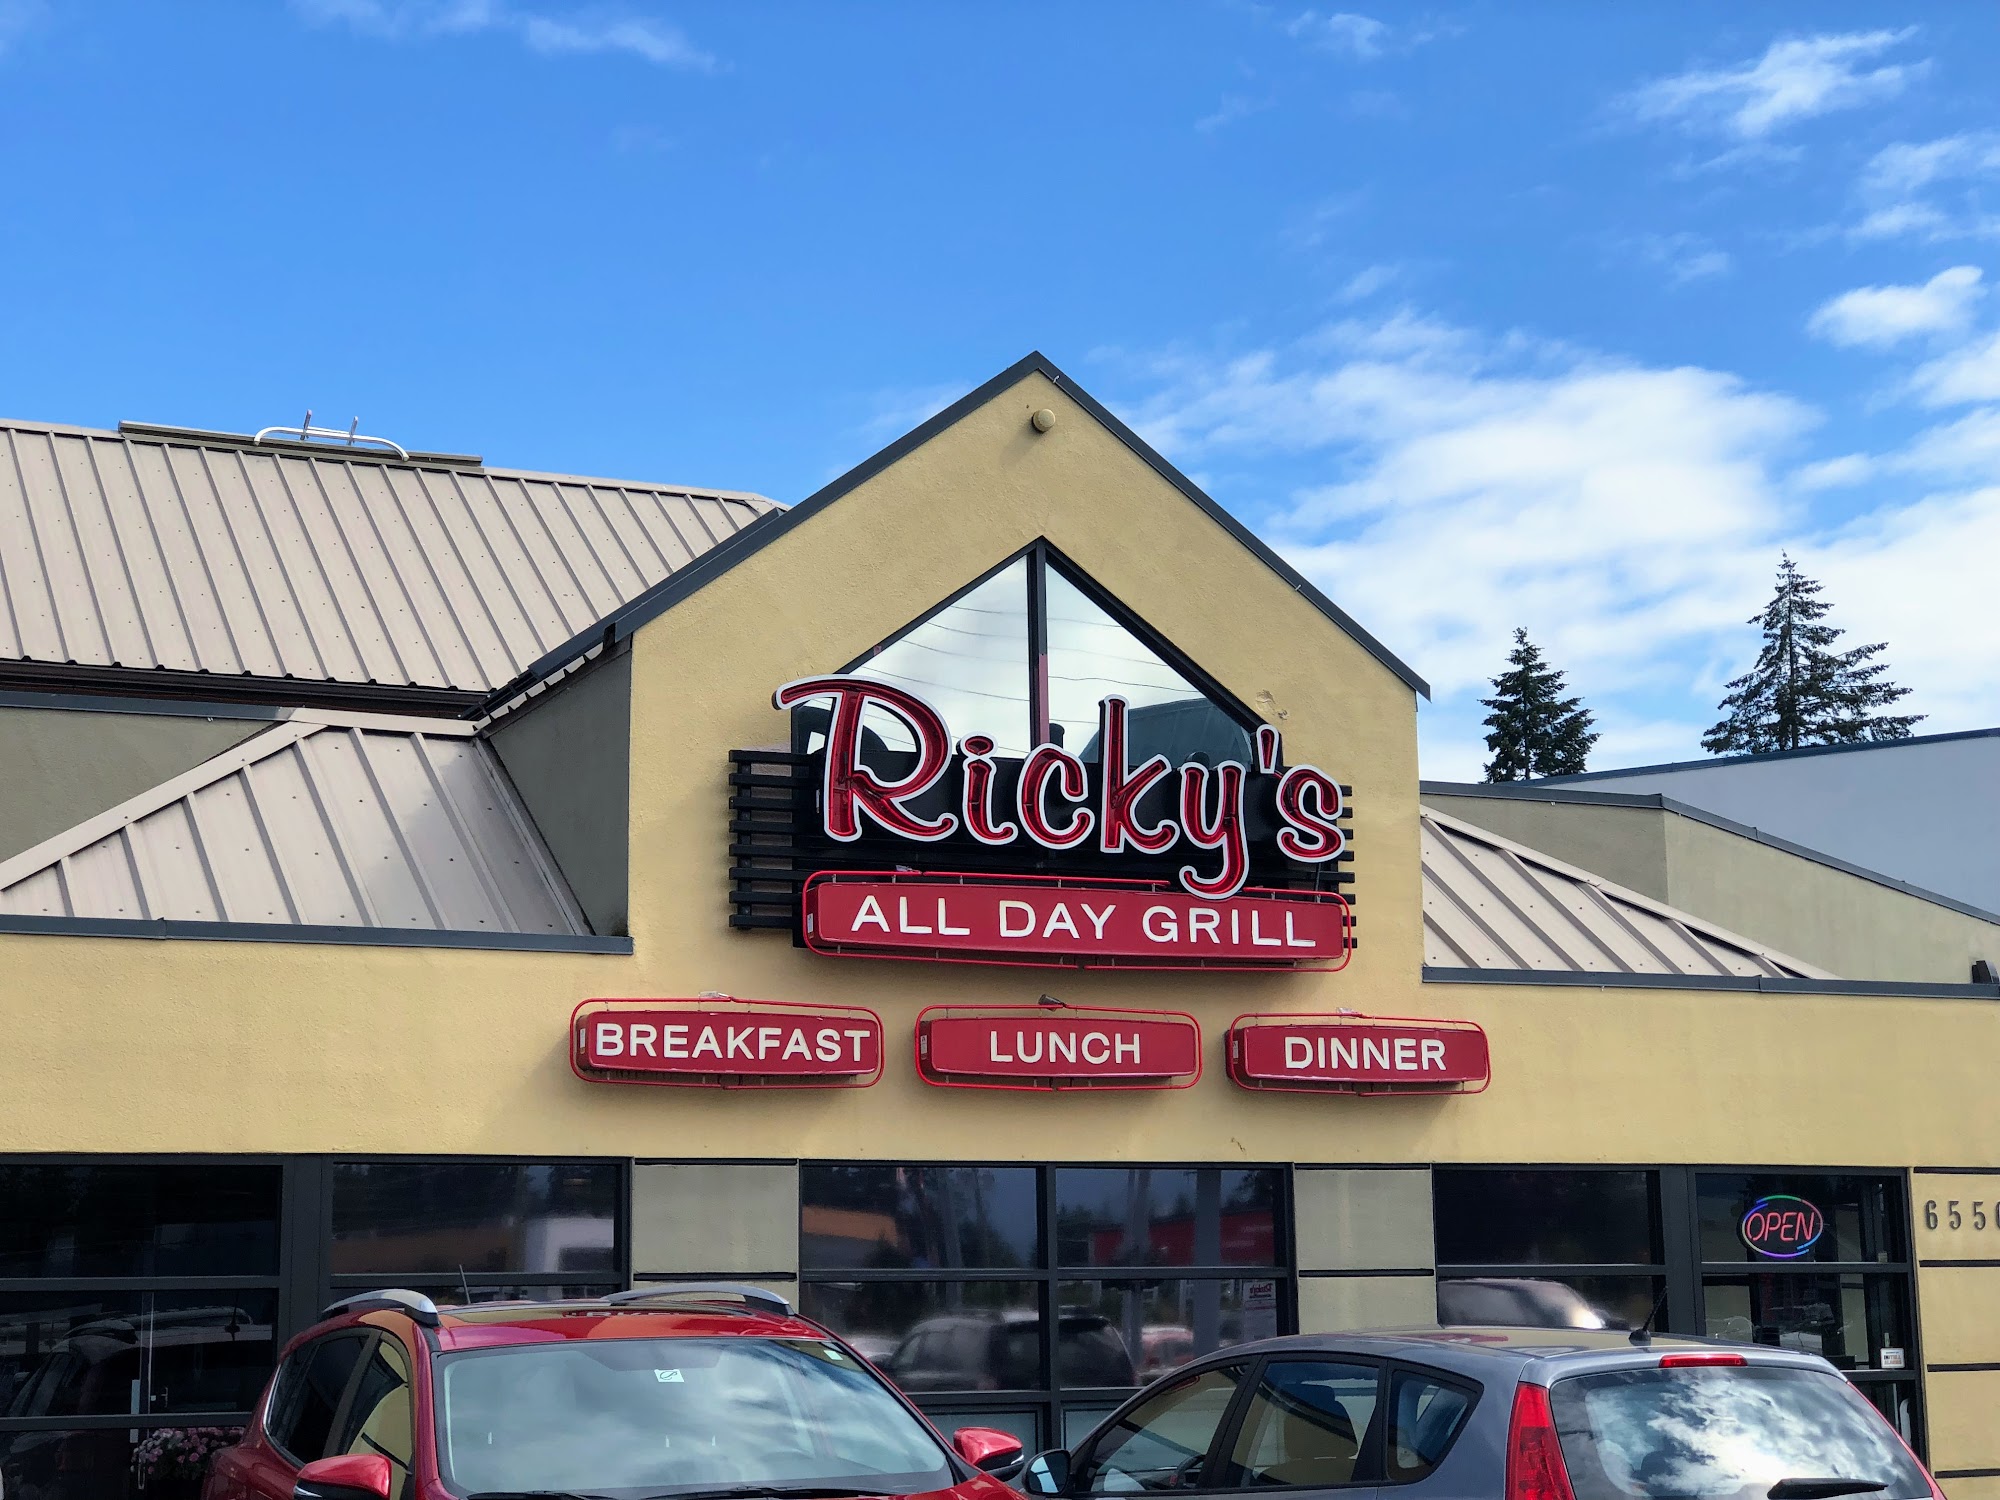 Ricky's
ALL DAY GRILL
BREAKFAST
LUNCH
DINNER
OPEN